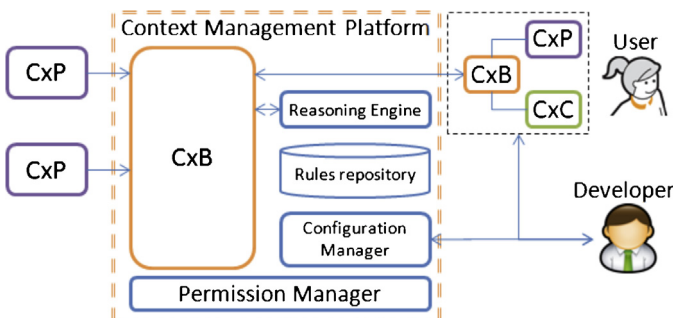 Context Management Platform
CxP
CxP
CxB
Reasoning Engine
Rules repository
Configuration
Manager
Permission Manager
CxP
CxB
CxC
User
Developer